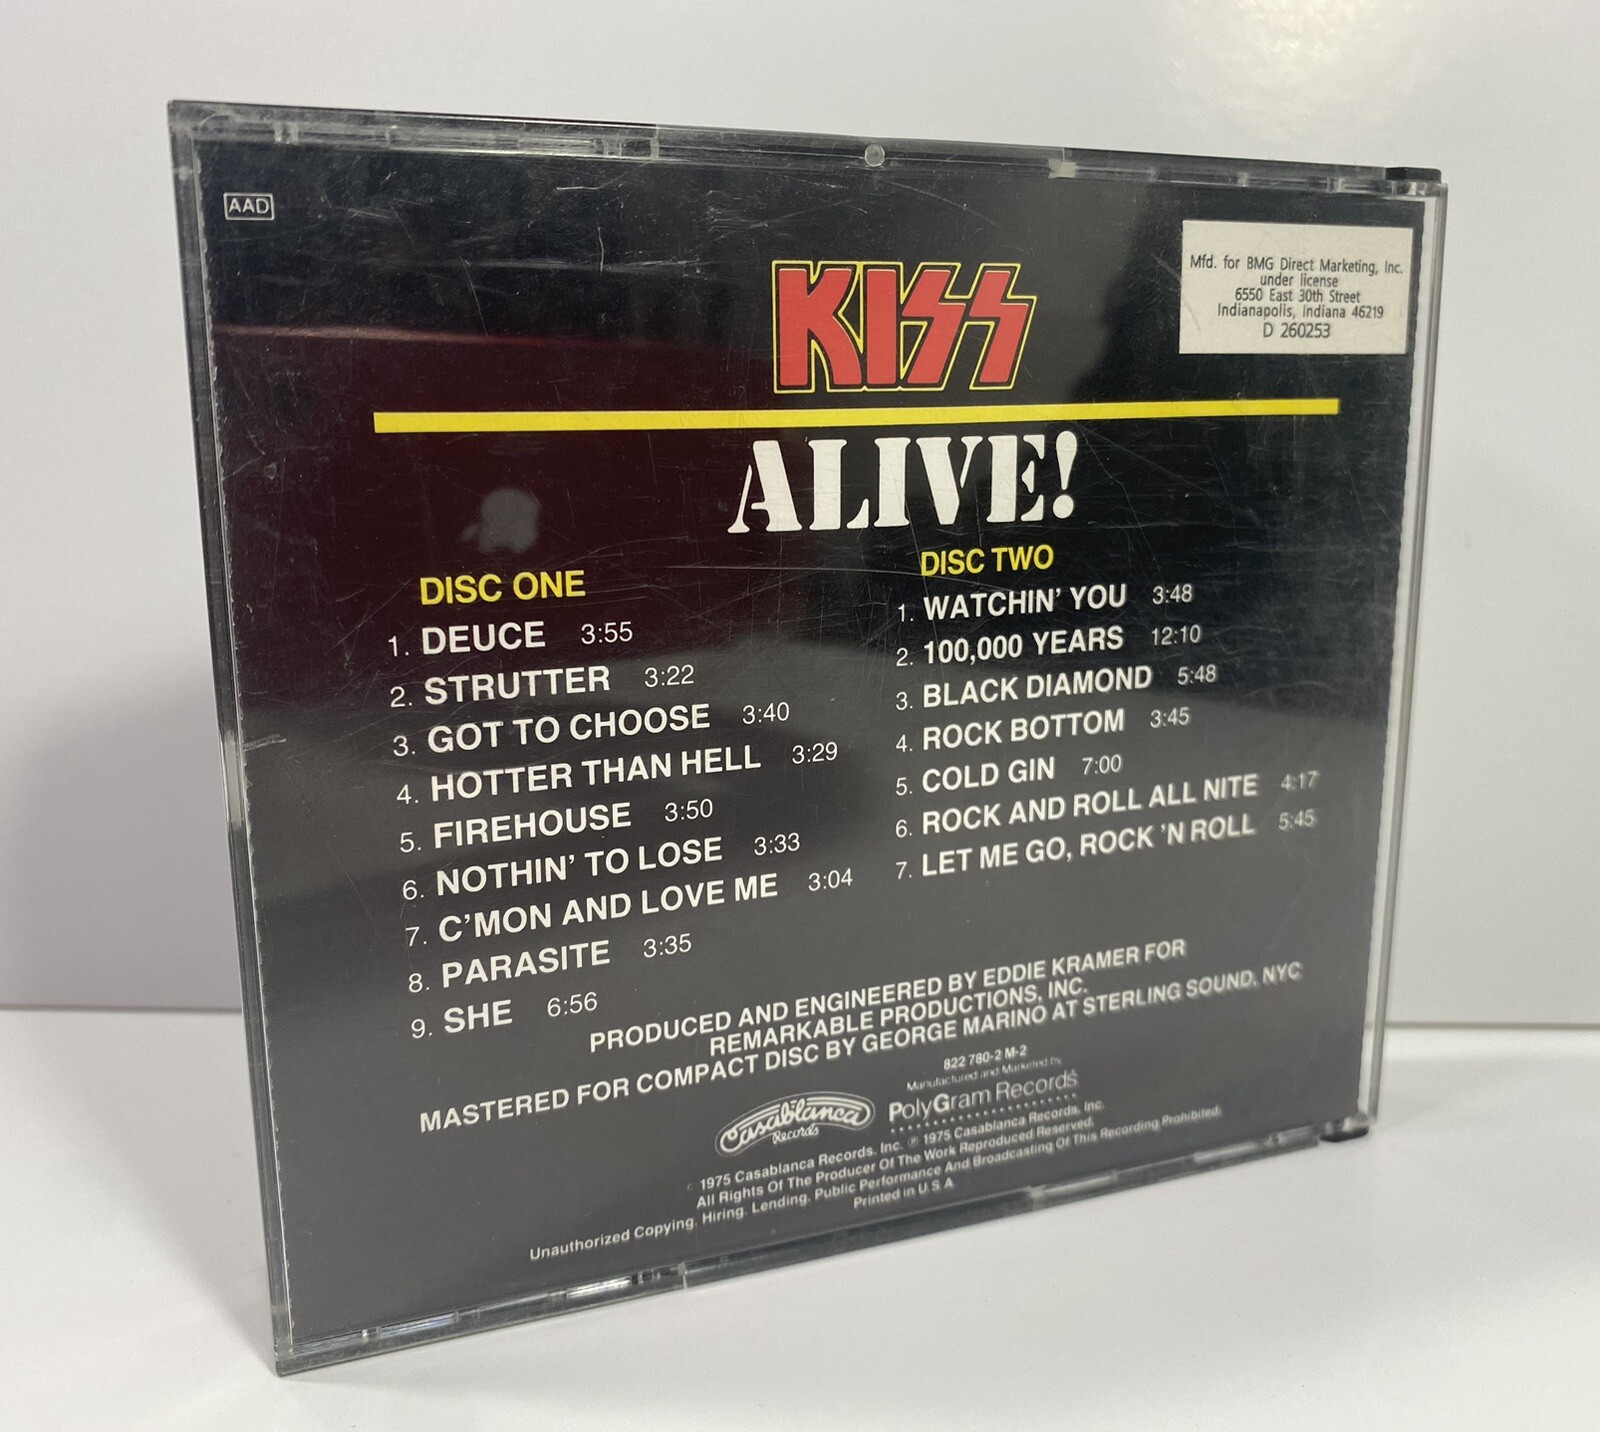 AAD
Mfd. for BMG Direct Marketing, Inc.
under license
6550 East 30th Street
Indianapolis, Indiana 46219
D 260253
KISS
ALIVE!
DISC ONE
1. DEUCE 3:55
2. STRUTTER 3:22
3. GOT TO CHOOSE 3:40
4. HOTTER THAN HELL 3:29
5. FIREHOUSE 3:50
6. NOTHIN' TO LOSE 3:33
7. C'MON AND LOVE ME 3:04
8. PARASITE 3:35
9. SHE 6:56
DISC TWO
1. WATCHIN' YOU 3:48
2. 100,000 YEARS 12:10
3. BLACK DIAMOND 5:48
4. ROCK BOTTOM 3:45
5. COLD GIN 7:00
6. ROCK AND ROLL ALL NITE 4:17
7. LET ME GO, ROCK 'N ROLL 5:45
PRODUCED AND ENGINEERED BY EDDIE KRAMER FOR
REMARKABLE PRODUCTIONS, INC.
MASTERED FOR COMPACT DISC BY GEORGE MARINO AT STERLING SOUND, NYC
Casablanca
Records
822 780-2 M-2
Manufactured and Marketed by
PolyGram Records
© 1975 Casablanca Records, Inc. ℗ 1975 Casablanca Records, Inc.
All Rights Of The Producer Of The Work Reproduced Reserved.
Unauthorized Copying, Hiring, Lending, Public Performance And Broadcasting Of This Recording Prohibited.
Printed in U.S.A